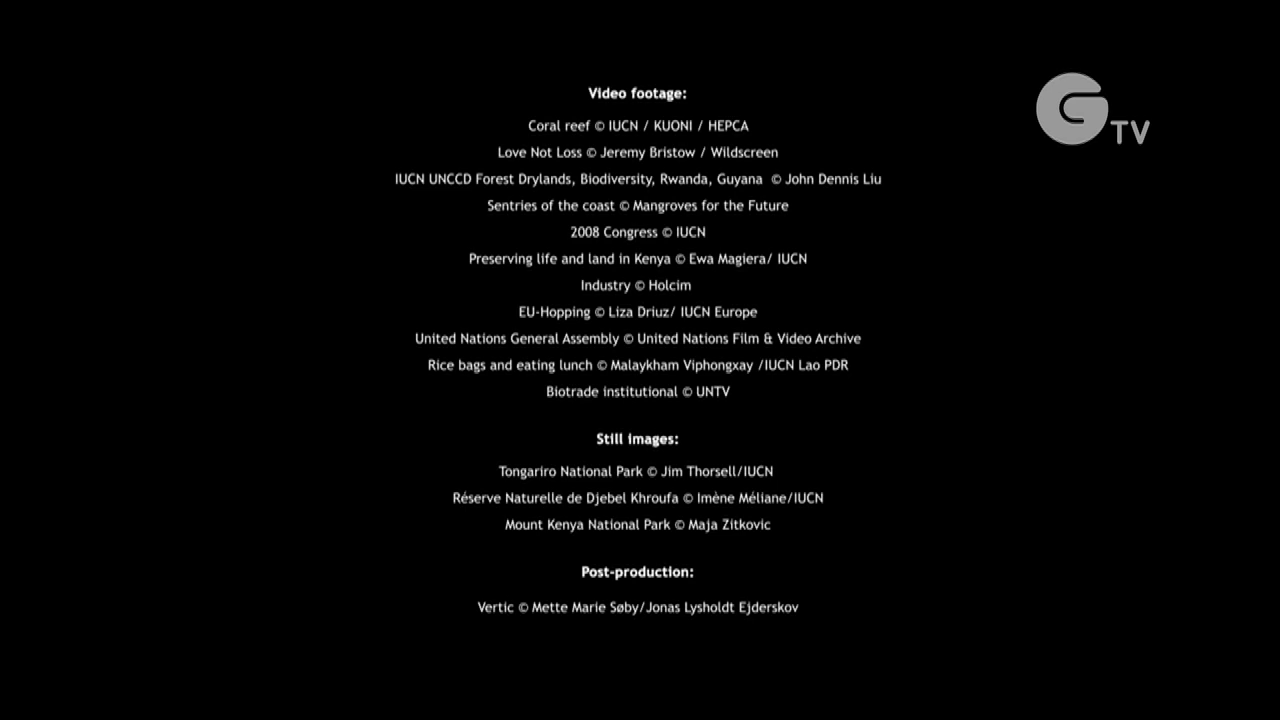 Video footage:
Coral reef © IUCN / KUONI / HEPCA
Love Not Loss © Jeremy Bristow / Wildscreen
IUCN UNCCD Forest Drylands, Biodiversity, Rwanda, Guyana © John Dennis Liu
Sentries of the coast © Mangroves for the Future
2008 Congress © IUCN
Preserving life and land in Kenya © Ewa Magiera/ IUCN
Industry © Holcim
EU-Hopping © Liza Driuz/ IUCN Europe
United Nations General Assembly © United Nations Film & Video Archive
Rice bags and eating lunch © Malaykham Viphongxay /IUCN Lao PDR
Biotrade institutional © UNTV
Still images:
Tongariro National Park © Jim Thorsell/IUCN
Réserve Naturelle de Djebel Khroufa © Imène Méliane/IUCN
Mount Kenya National Park © Maja Zitkovic
Post-production:
Vertic © Mette Marie Søby/Jonas Lysholdt Ejderskov
G TV